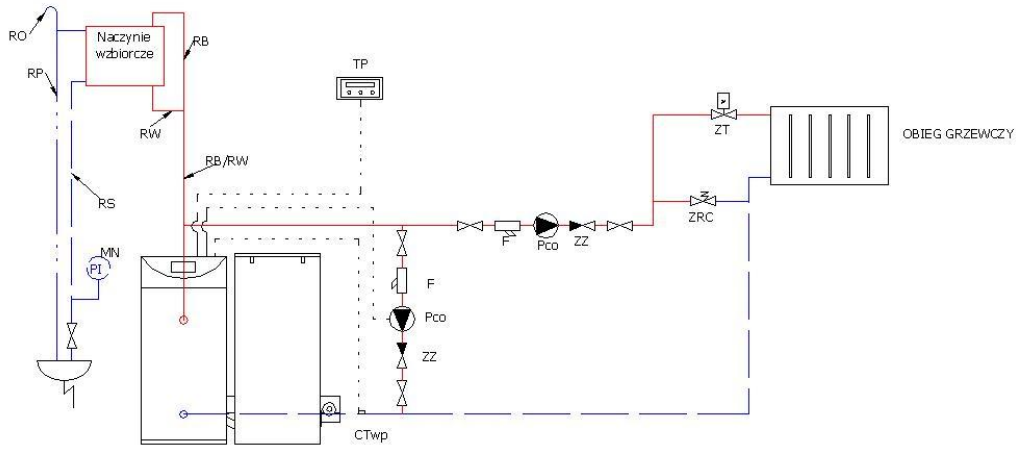 RO
Naczynie
wzbiorcze
RB
RP
TP
RW
ZT
OBIEG GRZEWCZY
RB/RW
RS
ZRC
MN
PI
F
Pco
ZZ
F
Pco
ZZ
CTwp